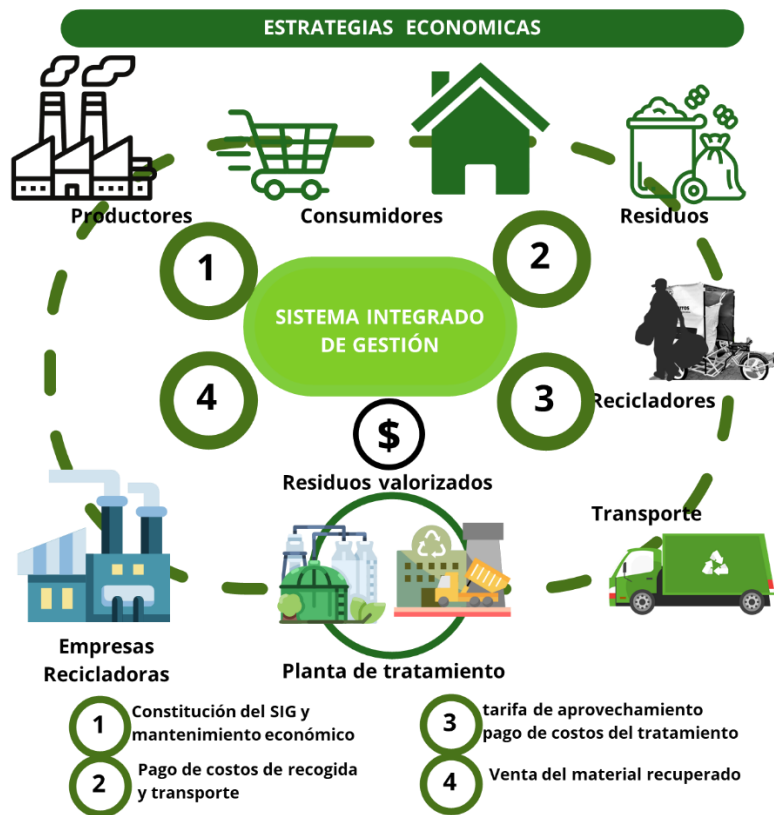 ESTRATEGIAS ECONOMICAS
Productores
Consumidores
Residuos
1
2
SISTEMA INTEGRADO
DE GESTIÓN
4
3
Recicladores
$
Residuos valorizados
Transporte
Empresas
Recicladoras
Planta de tratamiento
1
Constitución del SIG y
mantenimiento económico
2
Pago de costos de recogida
y transporte
3
tarifa de aprovechamiento
pago de costos del tratamiento
4
Venta del material recuperado